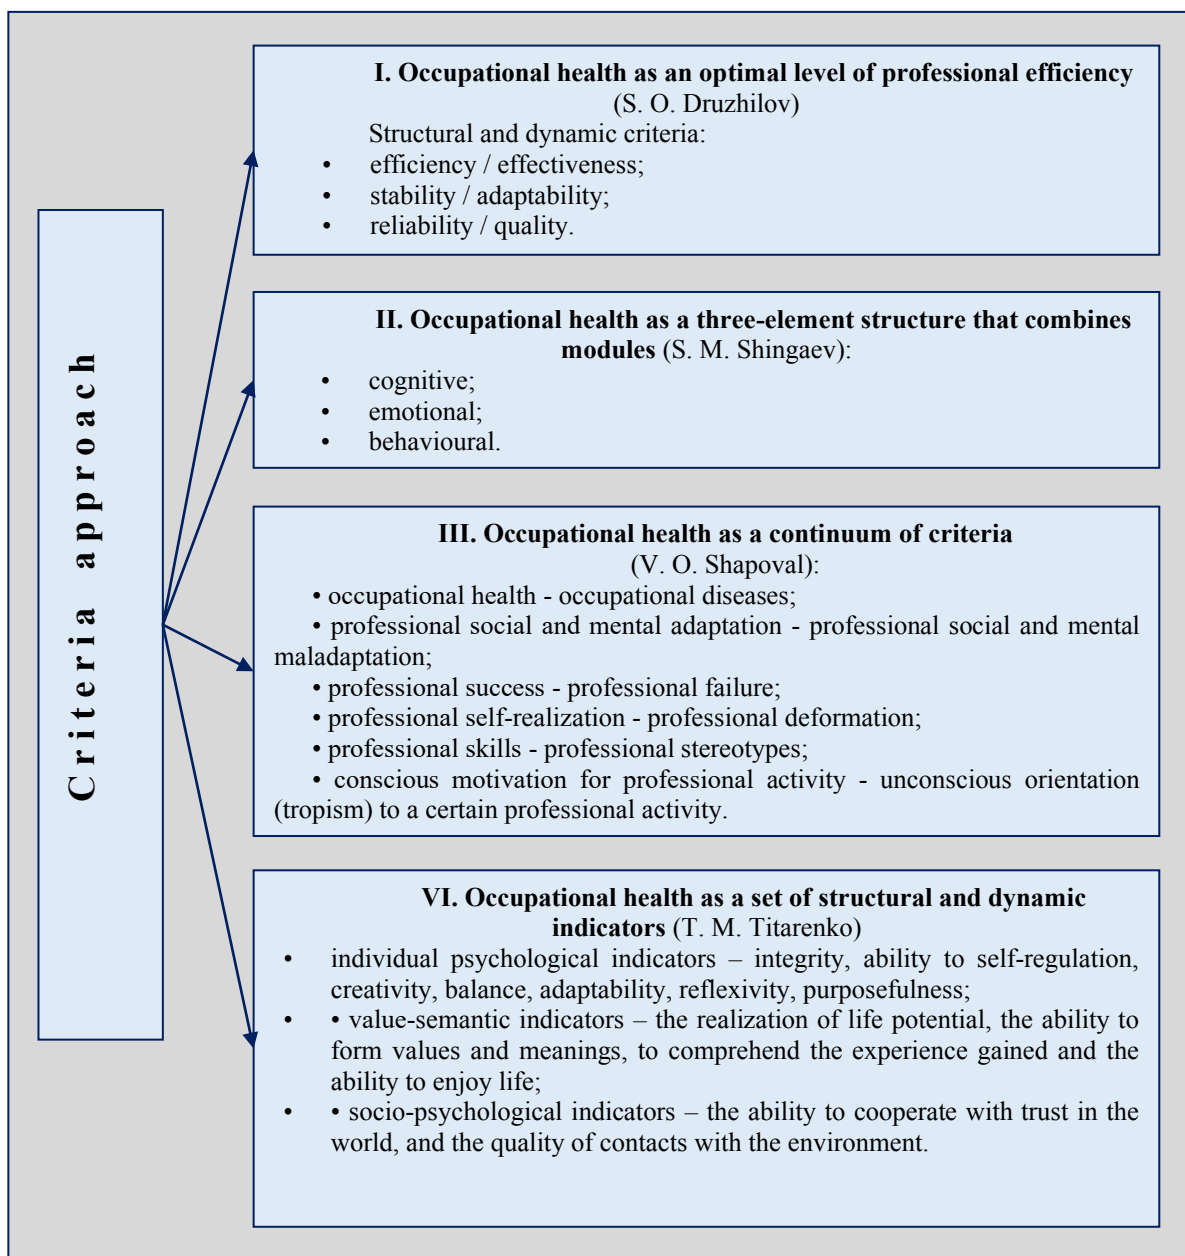 Criteria approach
I. Occupational health as an optimal level of professional efficiency
(S. O. Druzhilov)
Structural and dynamic criteria:
• efficiency / effectiveness;
• stability / adaptability;
• reliability / quality.
II. Occupational health as a three-element structure that combines
modules (S. M. Shingaev):
• cognitive;
• emotional;
• behavioural.
III. Occupational health as a continuum of criteria
(V. O. Shapoval):
• occupational health - occupational diseases;
• professional social and mental adaptation - professional social and mental
maladaptation;
• professional success - professional failure;
• professional self-realization - professional deformation;
• professional skills - professional stereotypes;
• conscious motivation for professional activity - unconscious orientation
(tropism) to a certain professional activity.
VI. Occupational health as a set of structural and dynamic
indicators (T. M. Titarenko)
• individual psychological indicators – integrity, ability to self-regulation,
creativity, balance, adaptability, reflexivity, purposefulness;
• • value-semantic indicators – the realization of life potential, the ability to
form values and meanings, to comprehend the experience gained and the
ability to enjoy life;
• • socio-psychological indicators – the ability to cooperate with trust in the
world, and the quality of contacts with the environment.